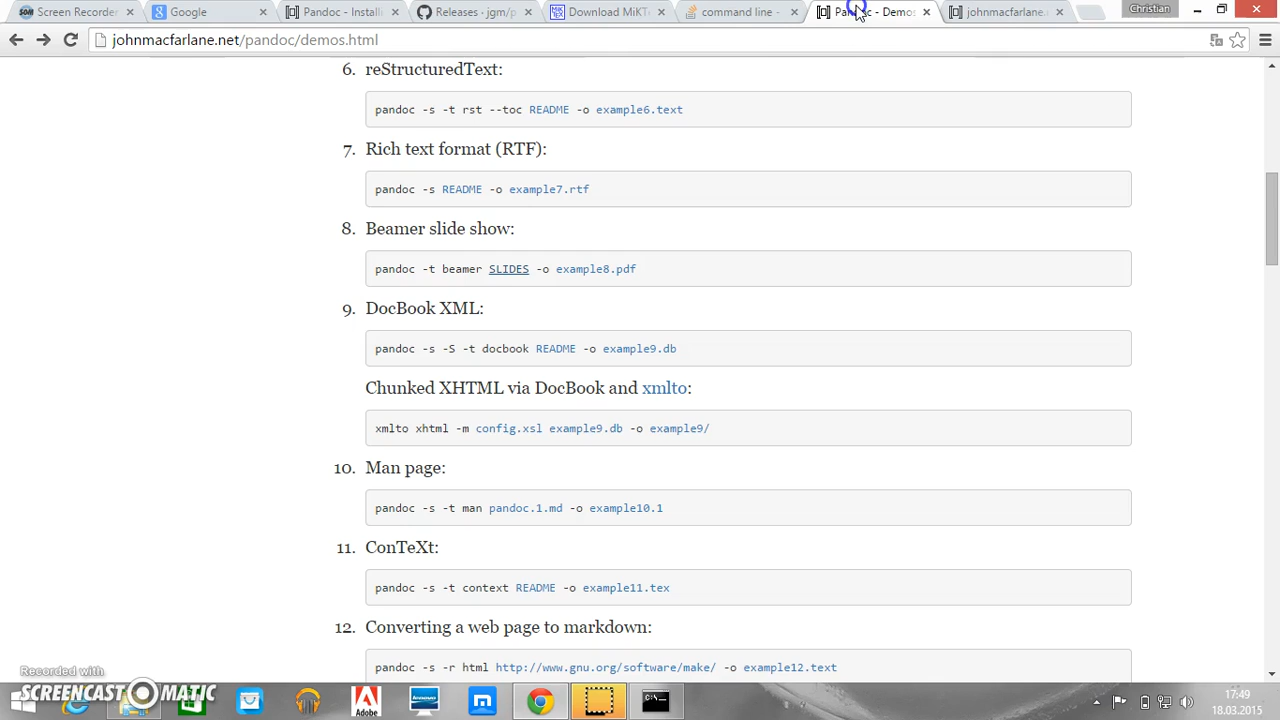 Screen Recorder
Google
Pandoc - Installi
Releases · jgm/p
Download MiKTe
command line -
Pandoc - Demos
johnmacfarlane.
Christian
johnmacfarlane.net/pandoc/demos.html
6. reStructuredText:
pandoc -s -t rst --toc README -o example6.text
7. Rich text format (RTF):
pandoc -s README -o example7.rtf
8. Beamer slide show:
pandoc -t beamer SLIDES -o example8.pdf
9. DocBook XML:
pandoc -s -S -t docbook README -o example9.db
Chunked XHTML via DocBook and xmlto:
xmlto xhtml -m config.xsl example9.db -o example9/
10. Man page:
pandoc -s -t man pandoc.1.md -o example10.1
11. ConTeXt:
pandoc -s -t context README -o example11.tex
12. Converting a web page to markdown:
pandoc -s -r html http://www.gnu.org/software/make/ -o example12.text
Recorded with
SCREENCAST MATIC
Adobe
17:49
18.03.2015